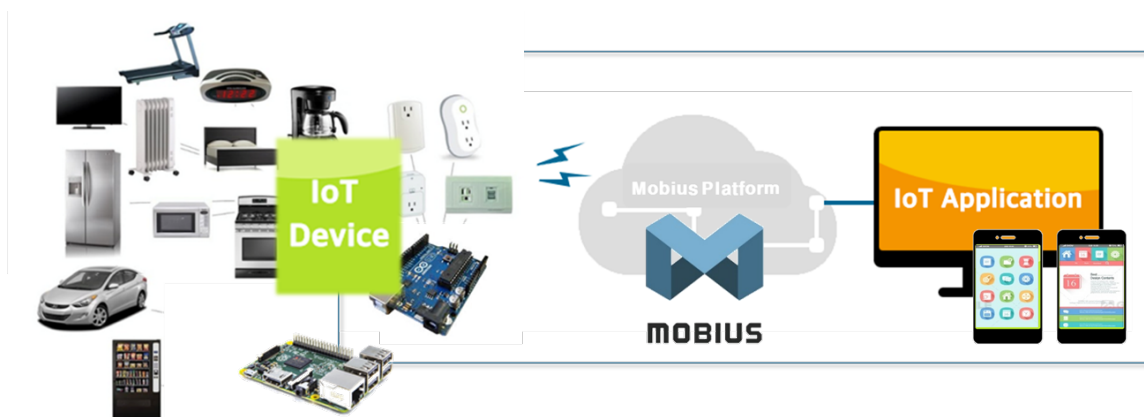 IoT
Device
Mobius Platform
MOBIUS
IoT Application